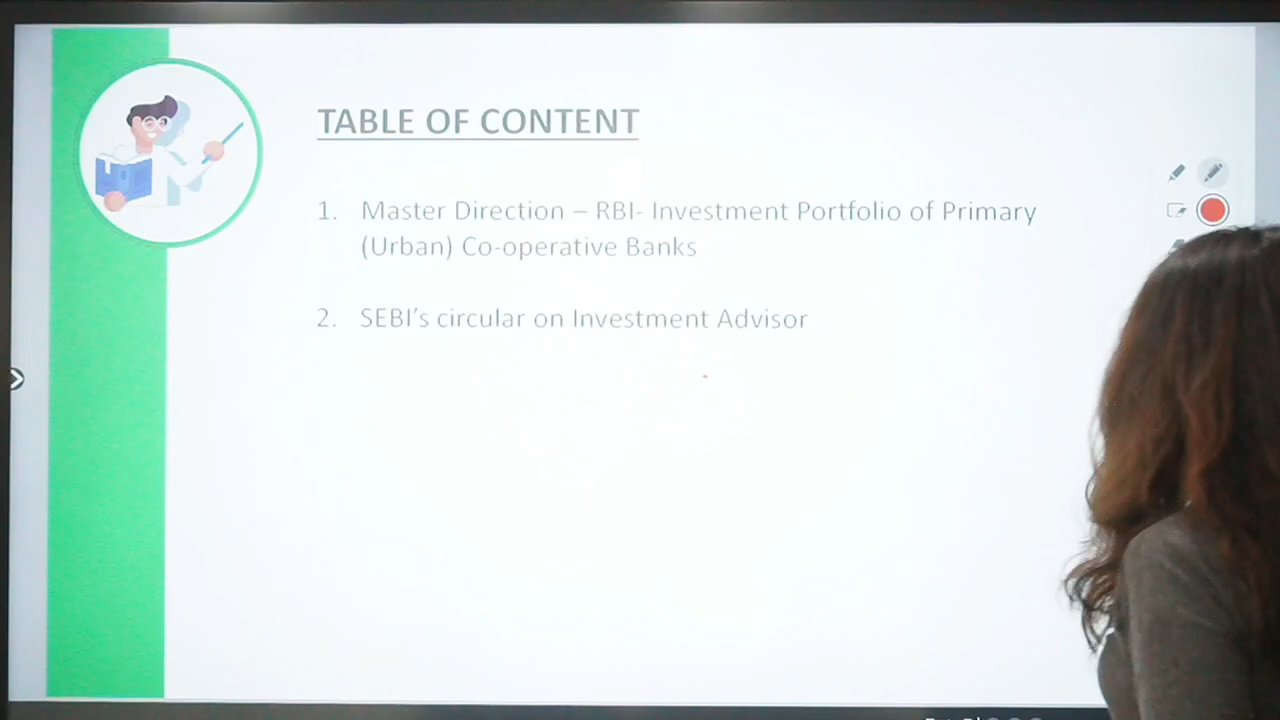 TABLE OF CONTENT
1. Master Direction – RBI- Investment Portfolio of Primary
(Urban) Co-operative Banks
2. SEBI's circular on Investment Advisor